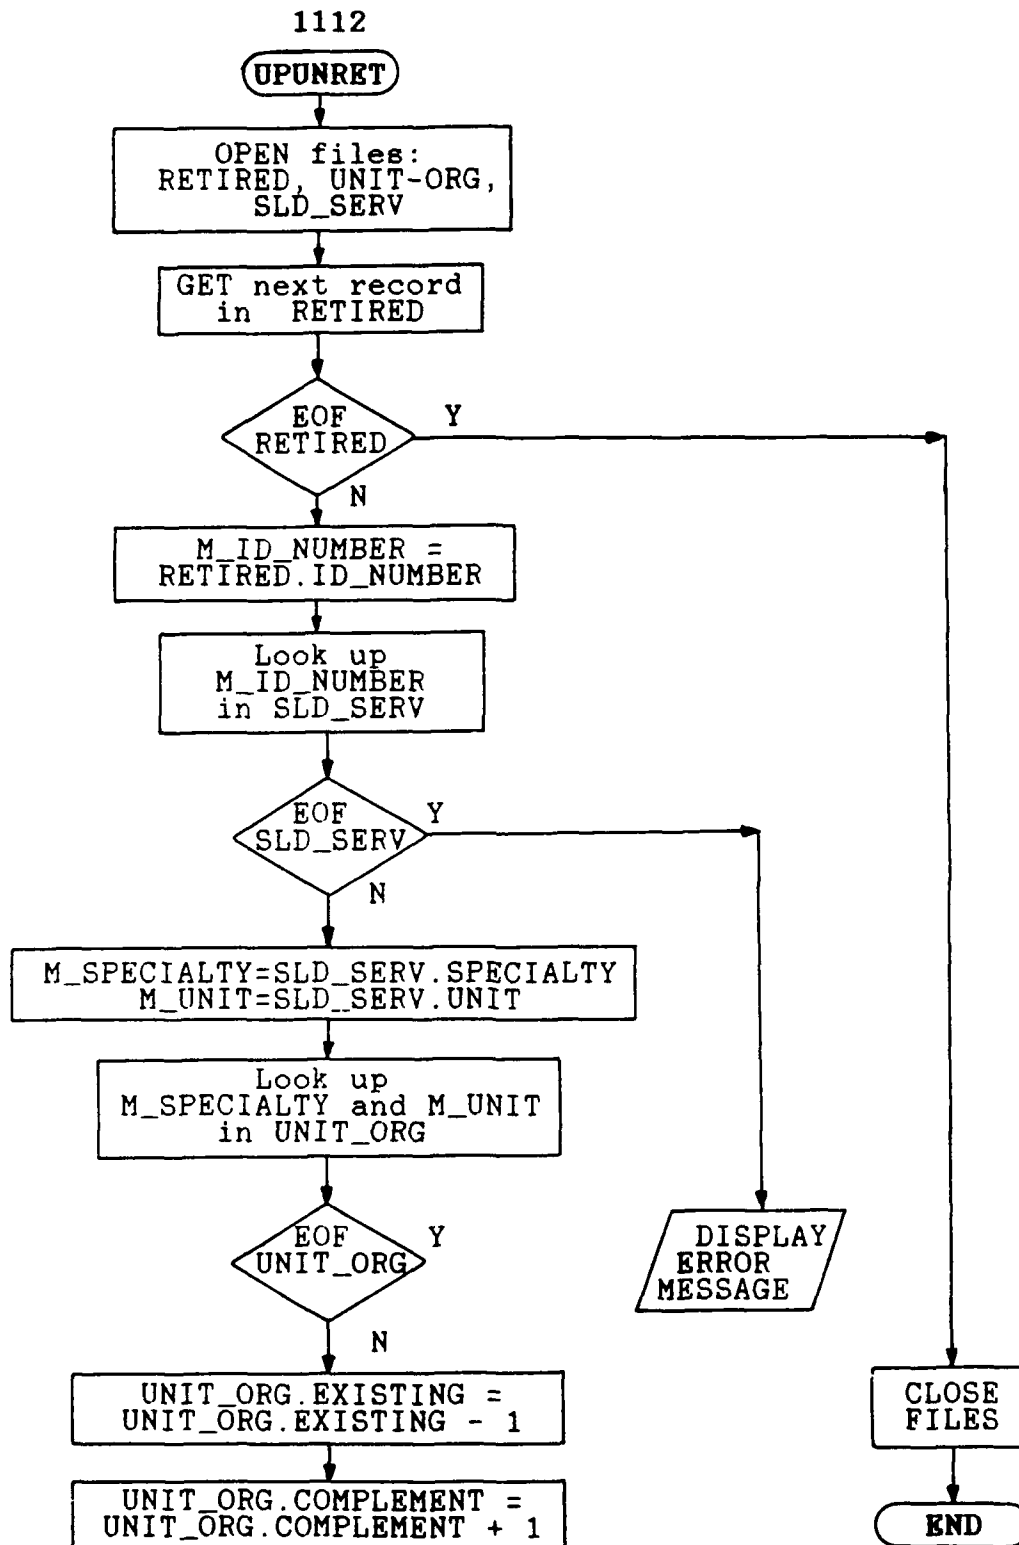 1112
UPUNRET
OPEN files:
RETIRED, UNIT-ORG,
SLD_SERV
GET next record
in RETIRED
EOF
RETIRED
Y
N
M_ID_NUMBER =
RETIRED.ID_NUMBER
Look up
M_ID_NUMBER
in SLD_SERV
EOF
SLD_SERV
Y
N
M_SPECIALTY=SLD_SERV.SPECIALTY
M_UNIT=SLD_SERV.UNIT
Look up
M_SPECIALTY and M_UNIT
in UNIT_ORG
EOF
UNIT_ORG
Y
N
DISPLAY
ERROR
MESSAGE
UNIT_ORG.EXISTING =
UNIT_ORG.EXISTING - 1
UNIT_ORG.COMPLEMENT =
UNIT_ORG.COMPLEMENT + 1
CLOSE
FILES
END